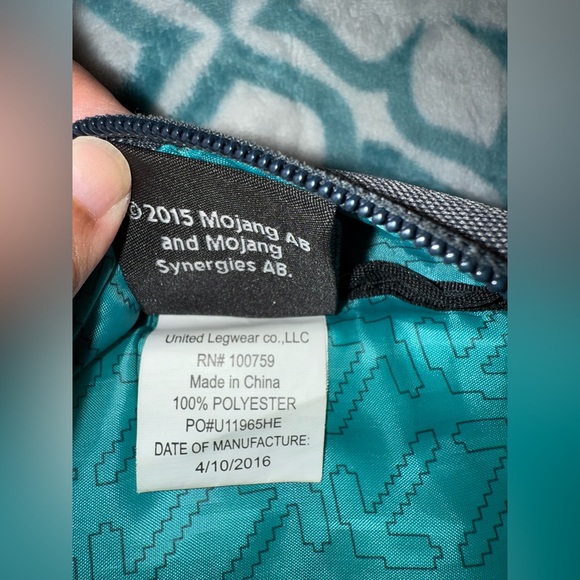 ©2015 Mojang AB
and Mojang
Synergies AB.
United Legwear co.,LLC
RN# 100759
Made in China
100% POLYESTER
PO#U11965HE
DATE OF MANUFACTURE:
4/10/2016